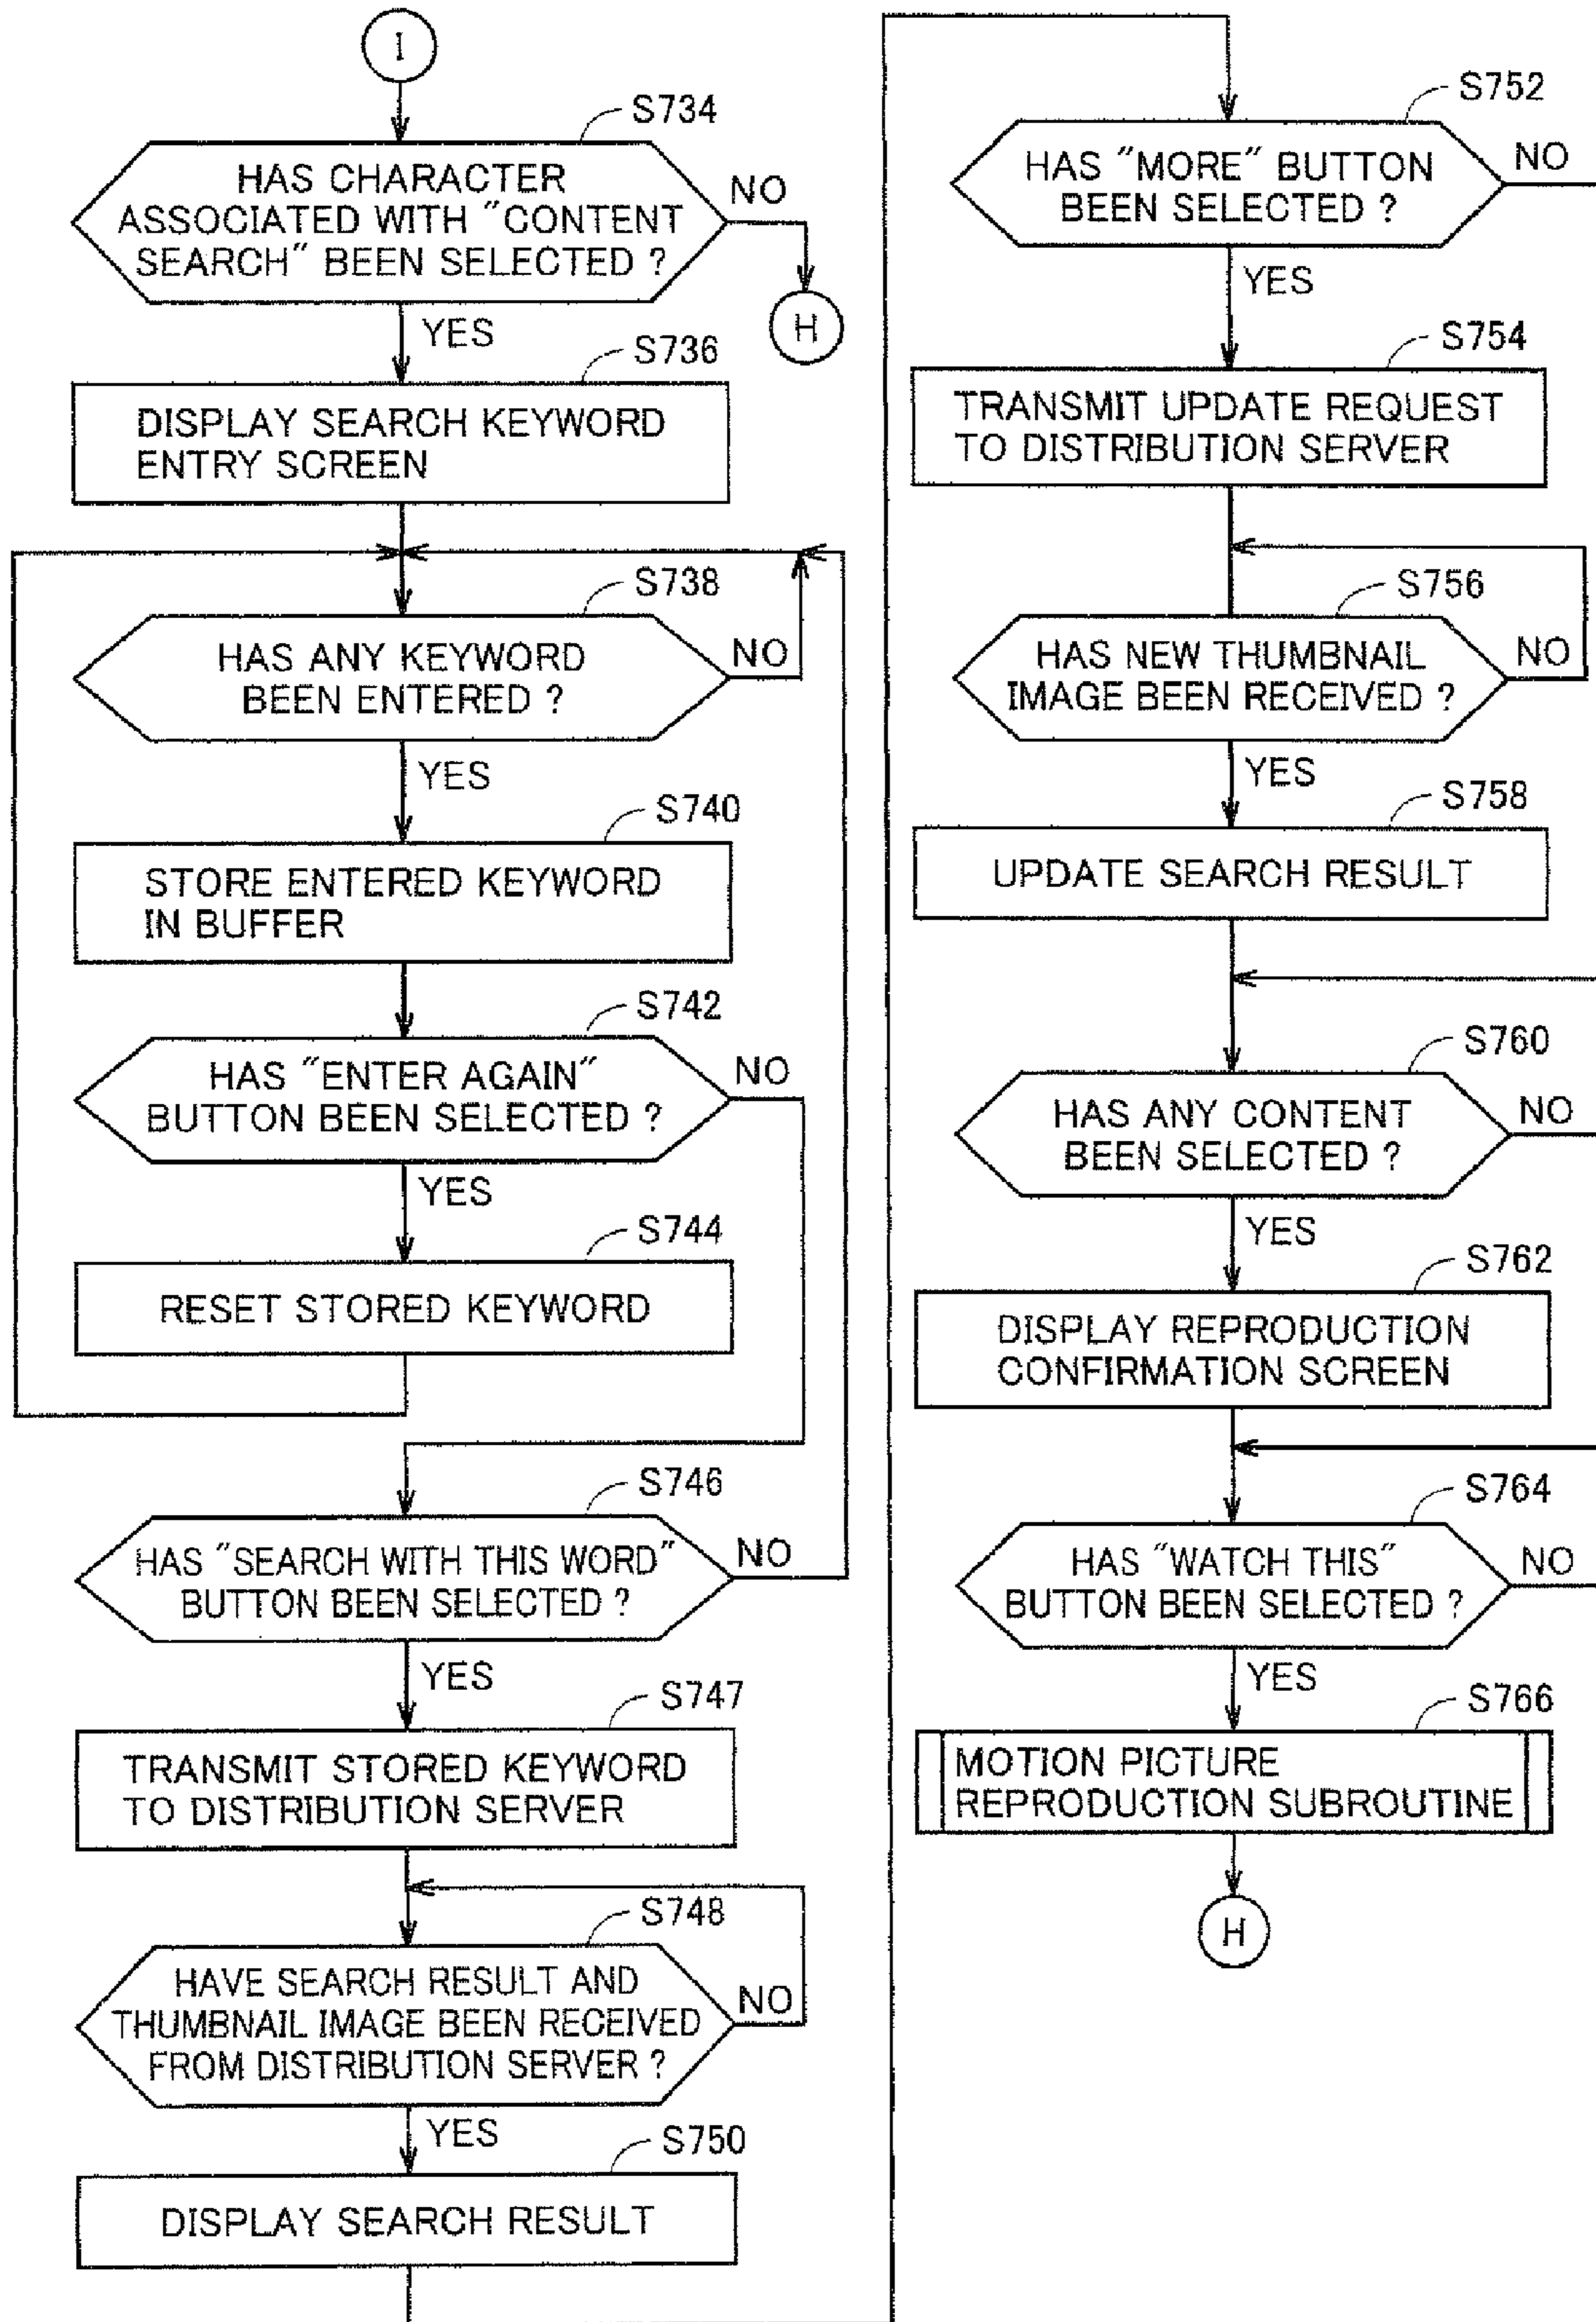 I
S734
HAS CHARACTER
ASSOCIATED WITH "CONTENT
SEARCH" BEEN SELECTED ?
NO
H
YES
S736
DISPLAY SEARCH KEYWORD
ENTRY SCREEN
S738
HAS ANY KEYWORD
BEEN ENTERED ?
NO
YES
S740
STORE ENTERED KEYWORD
IN BUFFER
S742
HAS "ENTER AGAIN"
BUTTON BEEN SELECTED ?
NO
YES
S744
RESET STORED KEYWORD
S746
HAS "SEARCH WITH THIS WORD"
BUTTON BEEN SELECTED ?
NO
YES
S747
TRANSMIT STORED KEYWORD
TO DISTRIBUTION SERVER
S748
HAVE SEARCH RESULT AND
THUMBNAIL IMAGE BEEN RECEIVED
FROM DISTRIBUTION SERVER ?
NO
YES
S750
DISPLAY SEARCH RESULT
S752
HAS "MORE" BUTTON
BEEN SELECTED ?
NO
YES
S754
TRANSMIT UPDATE REQUEST
TO DISTRIBUTION SERVER
S756
HAS NEW THUMBNAIL
IMAGE BEEN RECEIVED ?
NO
YES
S758
UPDATE SEARCH RESULT
S760
HAS ANY CONTENT
BEEN SELECTED ?
NO
YES
S762
DISPLAY REPRODUCTION
CONFIRMATION SCREEN
S764
HAS "WATCH THIS"
BUTTON BEEN SELECTED ?
NO
YES
S766
MOTION PICTURE
REPRODUCTION SUBROUTINE
H